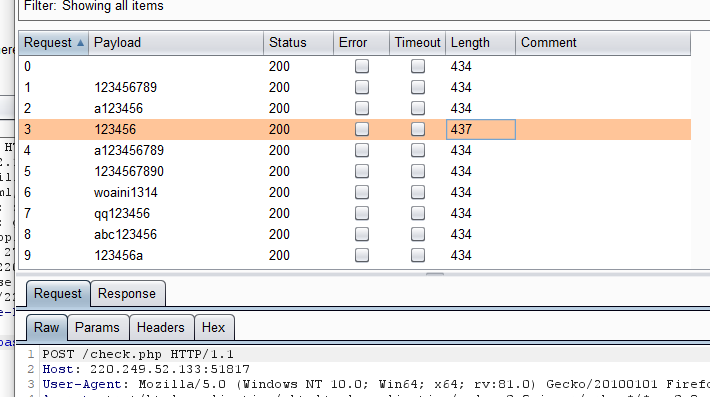 Filter: Showing all items
Request Payload Status Error Timeout Length Comment
0 200 434
1 123456789 200 434
2 a123456 200 434
3 123456 200 437
4 a123456789 200 434
5 1234567890 200 434
6 woaini1314 200 434
7 qq123456 200 434
8 abc123456 200 434
9 123456a 200 434
Request Response
Raw Params Headers Hex
1 POST /check.php HTTP/1.1
2 Host: 220.249.52.133:51817
3 User-Agent: Mozilla/5.0 (Windows NT 10.0; Win64; x64; rv:81.0) Gecko/20100101 Firefo